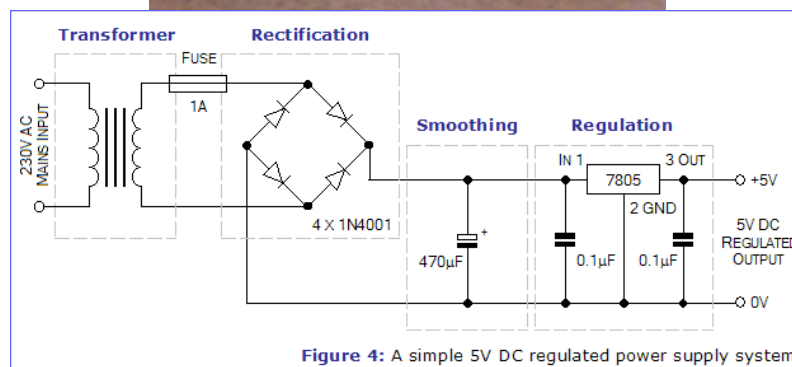 Transformer
Rectification
FUSE
1A
230V AC
MAINS INPUT
4 X 1N4001
Smoothing
+
470µF
Regulation
IN 1
3 OUT
7805
2 GND
0.1µF
0.1µF
+5V
5V DC
REGULATED
OUTPUT
0V
Figure 4: A simple 5V DC regulated power supply system